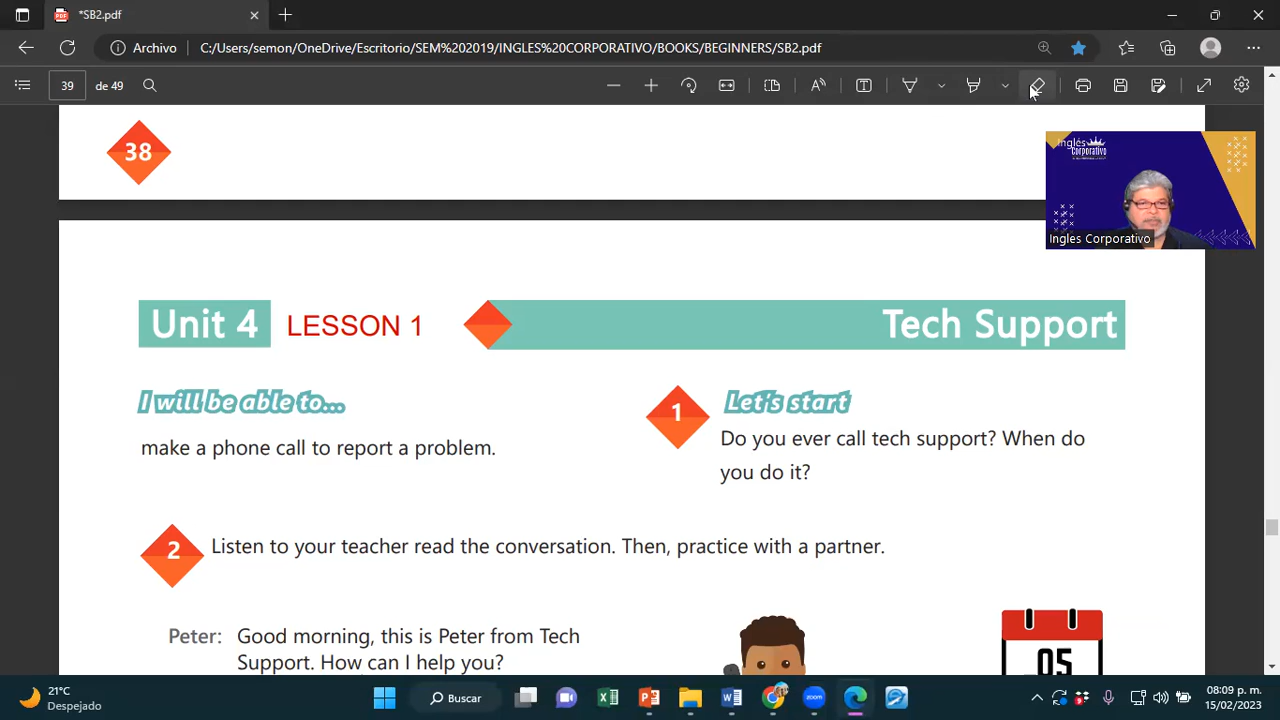 *SB2.pdf
Archivo
C:/Users/semon/OneDrive/Escritorio/SEM%202019/INGLES%20CORPORATIVO/BOOKS/BEGINNERS/SB2.pdf
39
de 49
38
Inglés
Corporativo
Ingles Corporativo
Unit 4
LESSON 1
Tech Support
I will be able to...
make a phone call to report a problem.
1
Let's start
Do you ever call tech support? When do
you do it?
2
Listen to your teacher read the conversation. Then, practice with a partner.
Peter:
Good morning, this is Peter from Tech
Support. How can I help you?
05
21°C
Despejado
Buscar
zoom
08:09 p. m.
15/02/2023